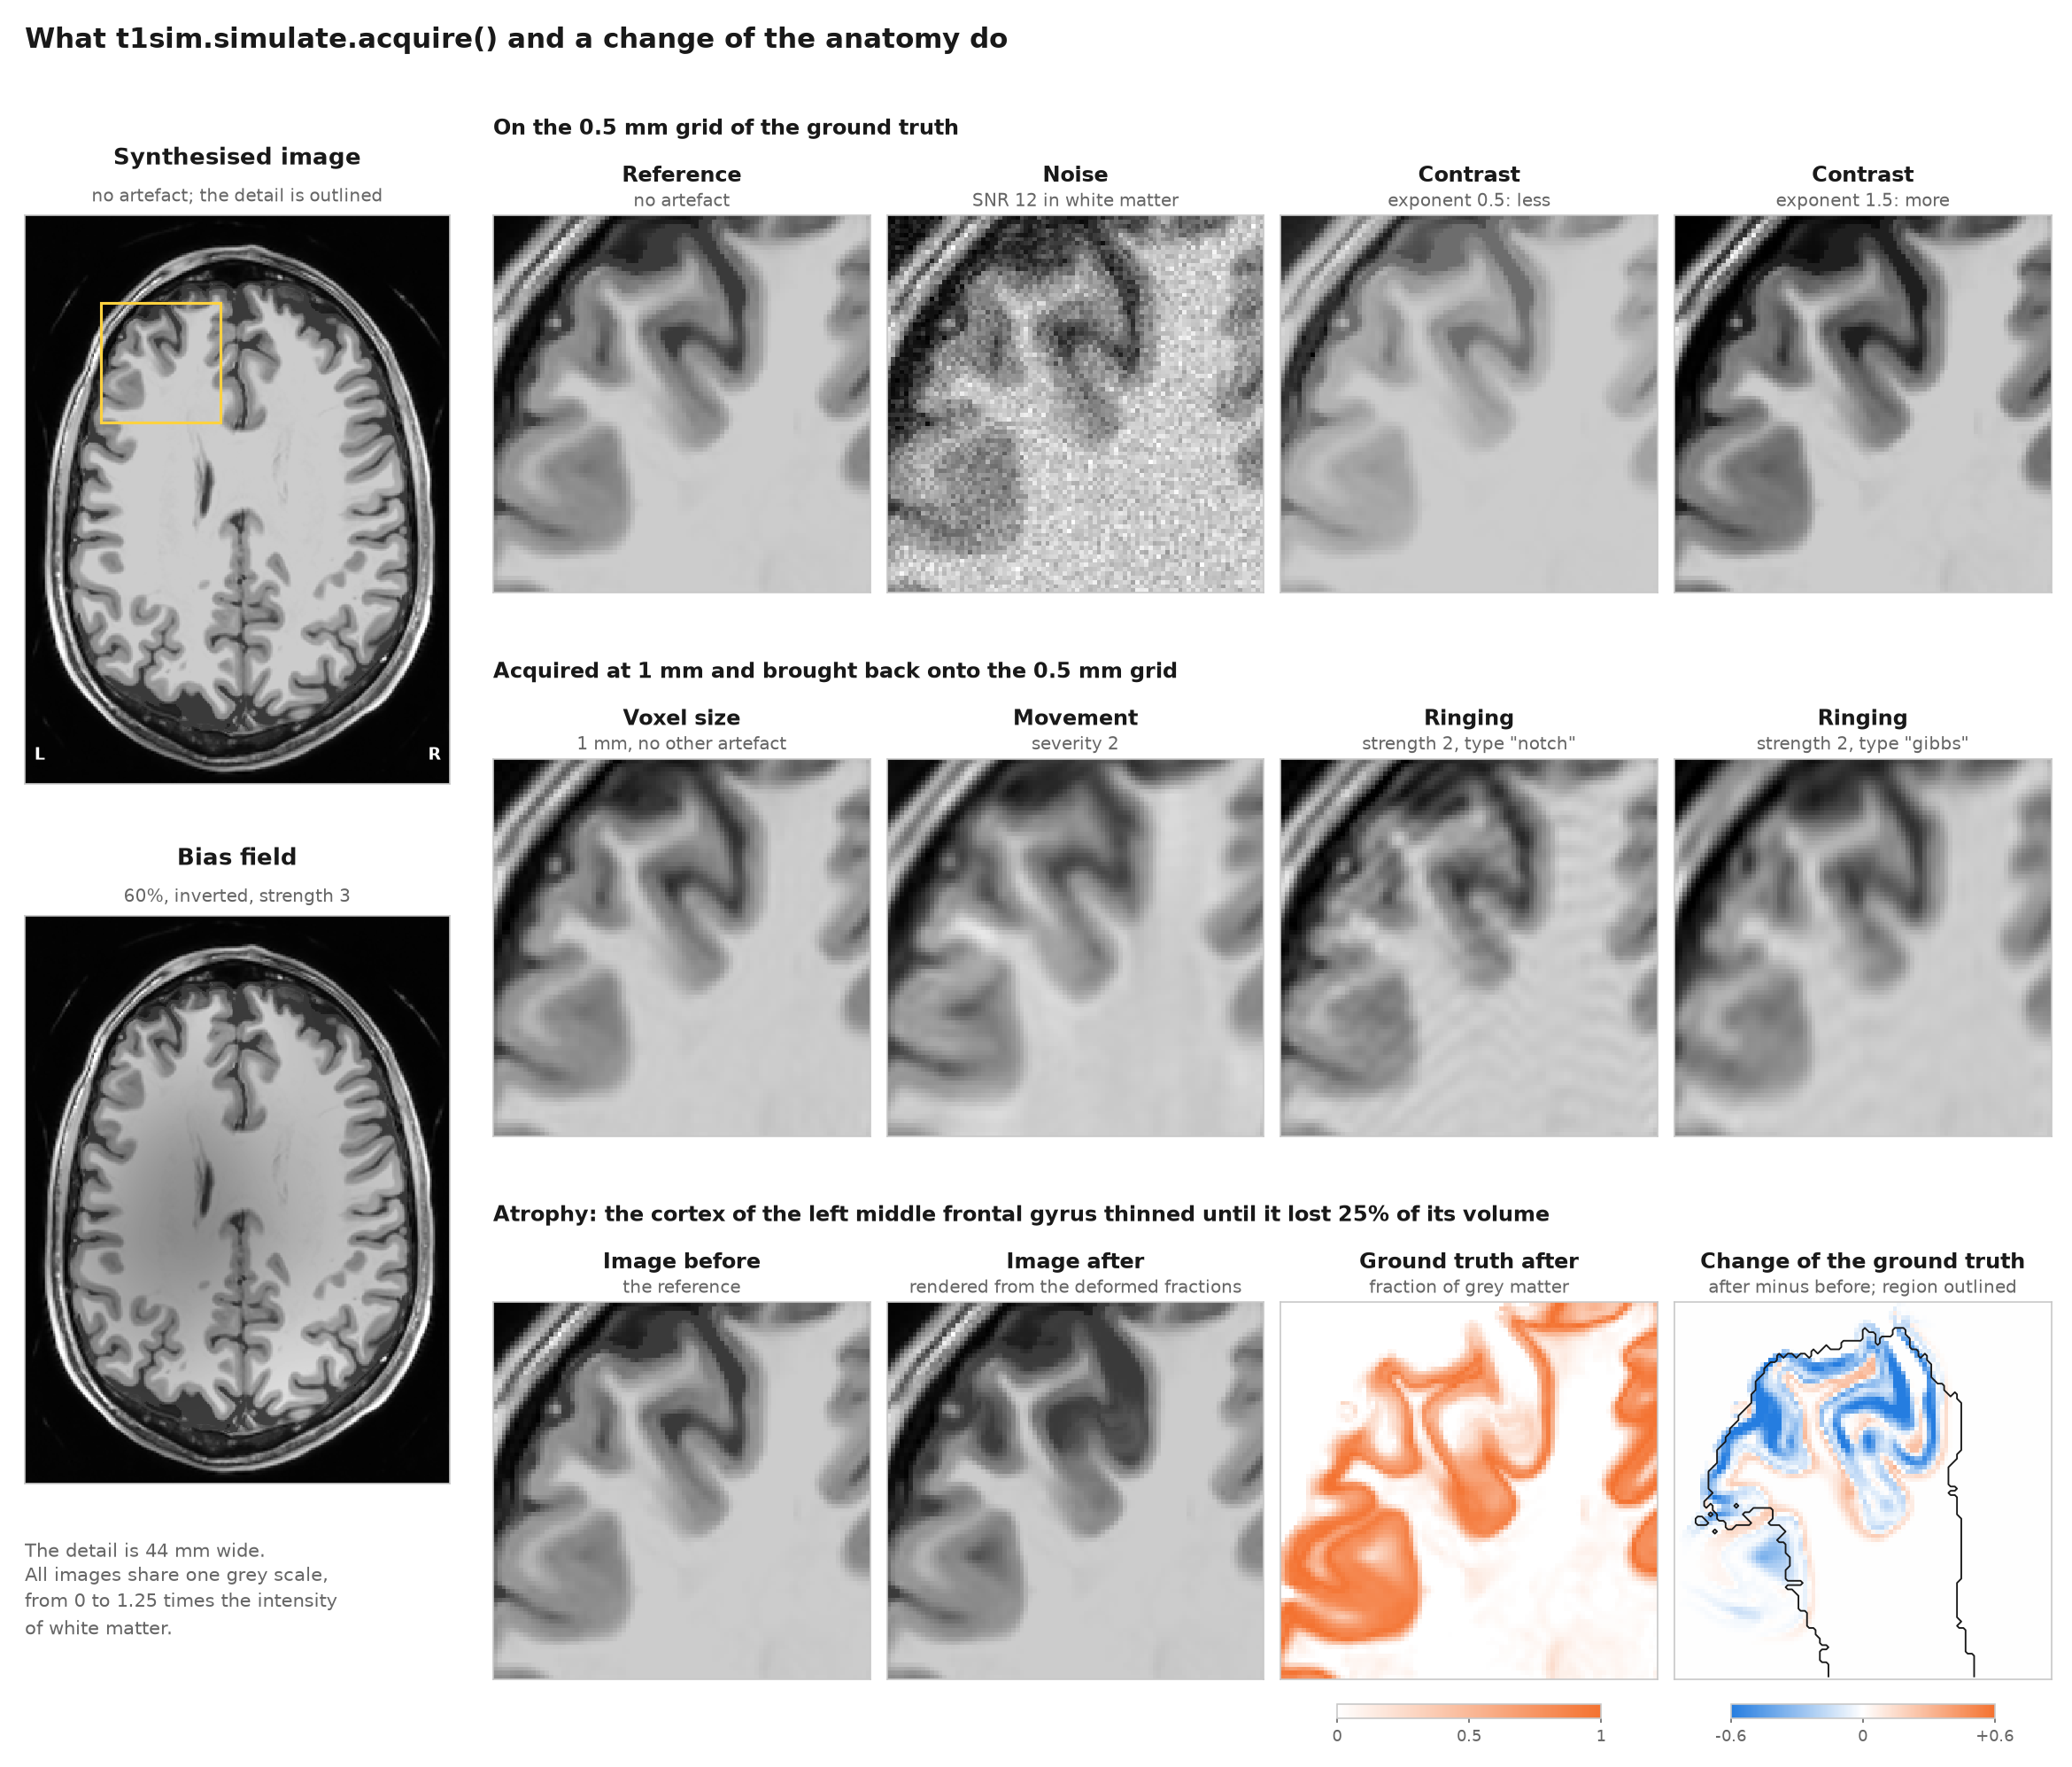 What t1sim.simulate.acquire() and a change of the anatomy do
Synthesised image
no artefact; the detail is outlined
L
R
Bias field
60%, inverted, strength 3
The detail is 44 mm wide.
All images share one grey scale,
from 0 to 1.25 times the intensity
of white matter.
On the 0.5 mm grid of the ground truth
Reference
no artefact
Noise
SNR 12 in white matter
Contrast
exponent 0.5: less
Contrast
exponent 1.5: more
Acquired at 1 mm and brought back onto the 0.5 mm grid
Voxel size
1 mm, no other artefact
Movement
severity 2
Ringing
strength 2, type "notch"
Ringing
strength 2, type "gibbs"
Atrophy: the cortex of the left middle frontal gyrus thinned until it lost 25% of its volume
Image before
the reference
Image after
rendered from the deformed fractions
Ground truth after
fraction of grey matter
Change of the ground truth
after minus before; region outlined
0 0.5 1
-0.6 0 +0.6